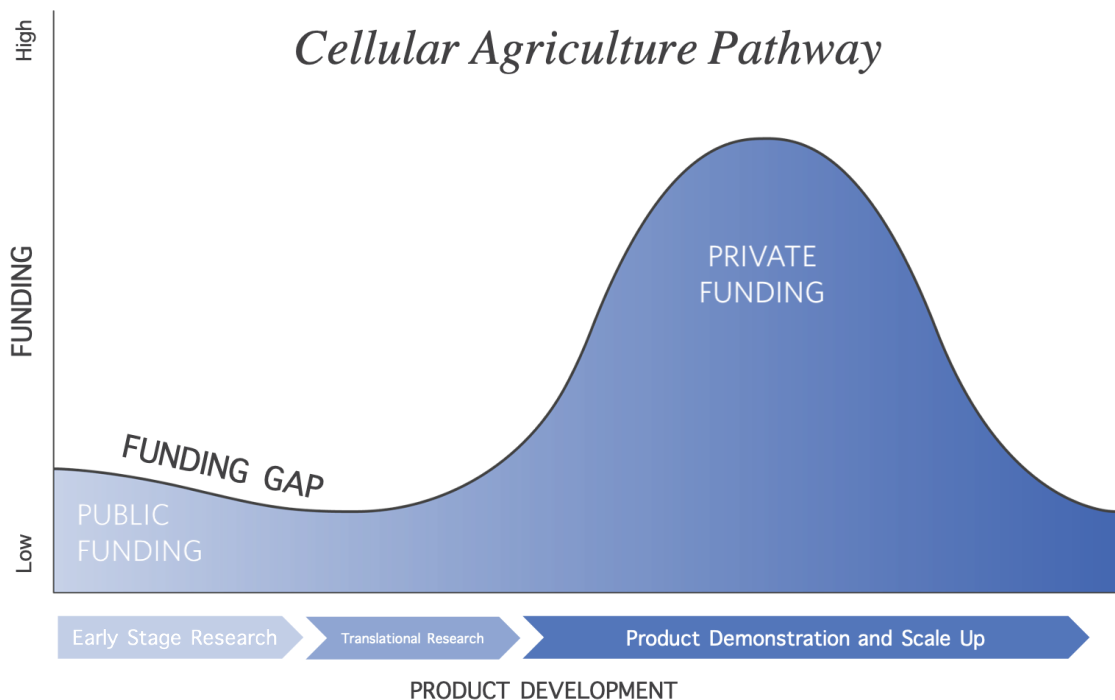 Cellular Agriculture Pathway
High
FUNDING
Low
PRIVATE
FUNDING
FUNDING GAP
PUBLIC
FUNDING
Early Stage Research
Translational Research
Product Demonstration and Scale Up
PRODUCT DEVELOPMENT